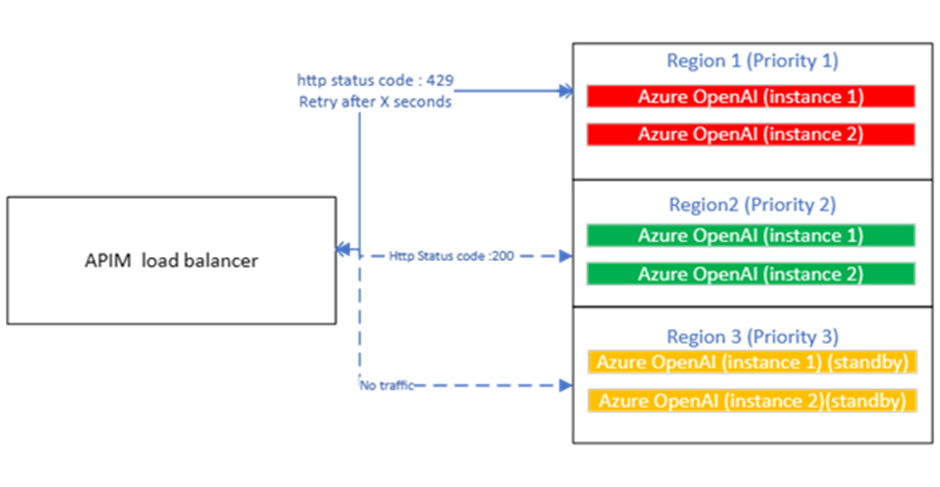 http status code : 429
Retry after X seconds
APIM  load balancer
Http Status code :200
No traffic
Region 1 (Priority 1)
Azure OpenAI (instance 1)
Azure OpenAI (instance 2)
Region2 (Priority 2)
Azure OpenAI (instance 1)
Azure OpenAI (instance 2)
Region 3 (Priority 3)
Azure OpenAI (instance 1) (standby)
Azure OpenAI (instance 2)(standby)